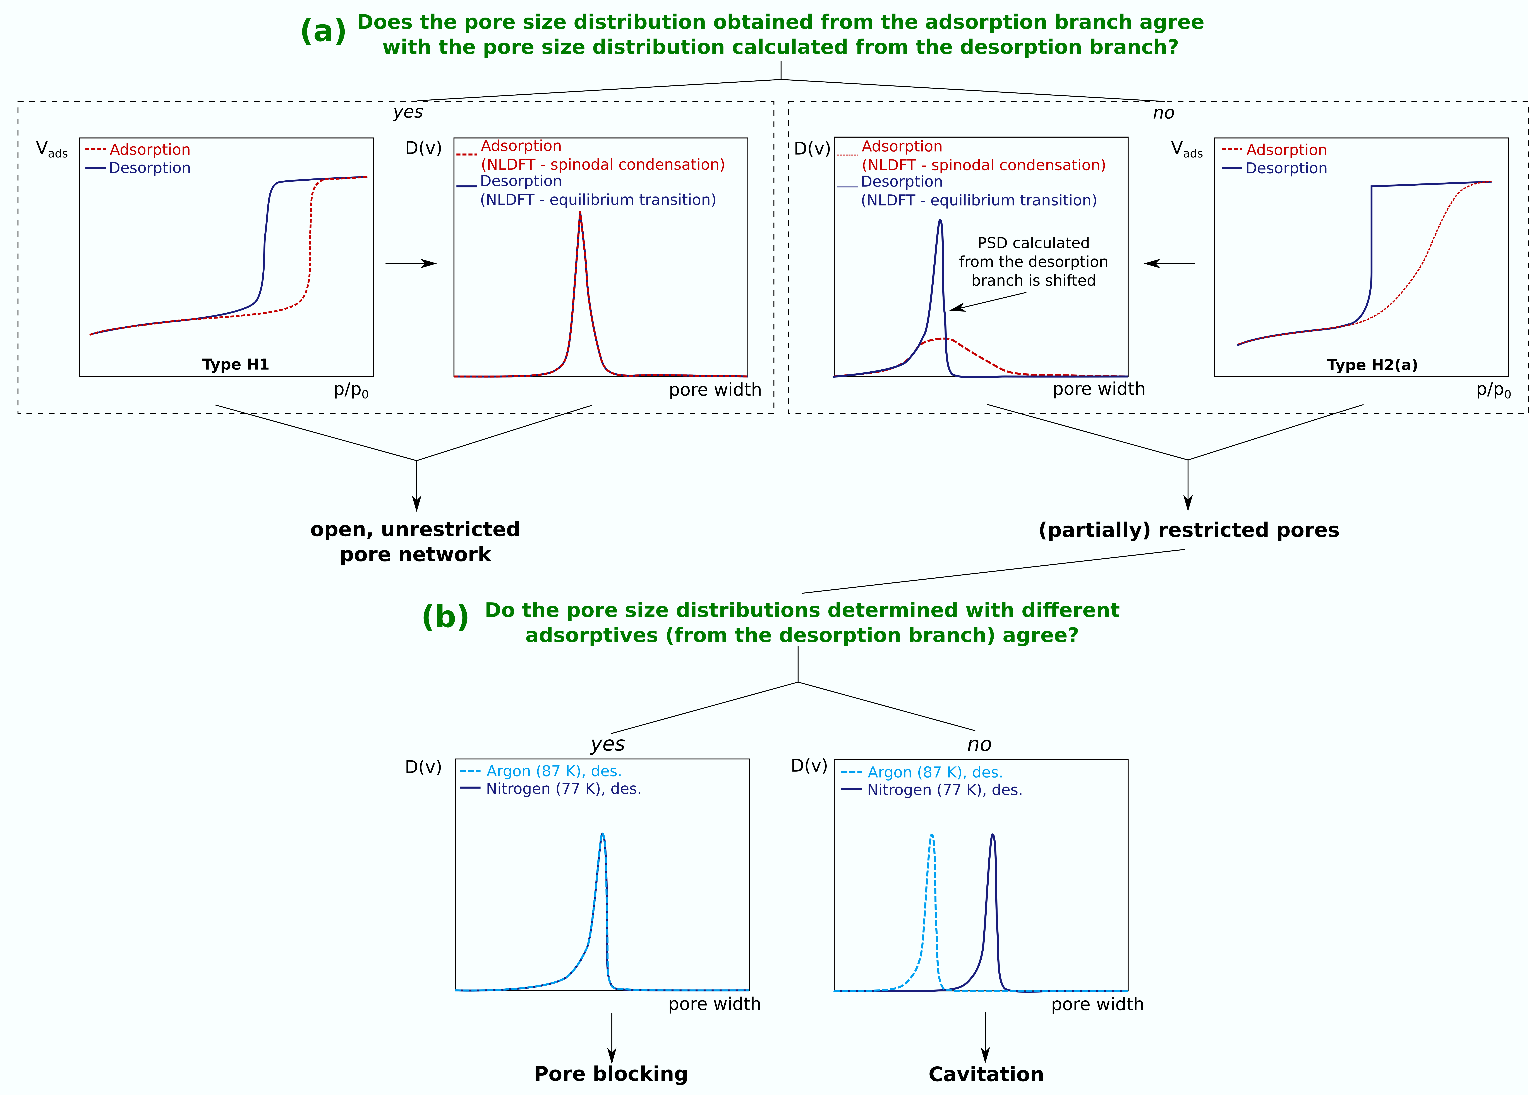 (a) Does the pore size distribution obtained from the adsorption branch agree
with the pore size distribution calculated from the desorption branch?
yes
V_ads
Adsorption
Desorption
Type H1
p/p_0
D(v)
Adsorption
(NLDFT - spinodal condensation)
Desorption
(NLDFT - equilibrium transition)
pore width
no
D(v)
Adsorption
(NLDFT - spinodal condensation)
Desorption
(NLDFT - equilibrium transition)
PSD calculated
from the desorption
branch is shifted
pore width
V_ads
Adsorption
Desorption
Type H2(a)
p/p_0
open, unrestricted
pore network
(partially) restricted pores
(b) Do the pore size distributions determined with different
adsorptives (from the desorption branch) agree?
yes
D(v)
Argon (87 K), des.
Nitrogen (77 K), des.
pore width
Pore blocking
no
D(v)
Argon (87 K), des.
Nitrogen (77 K), des.
pore width
Cavitation